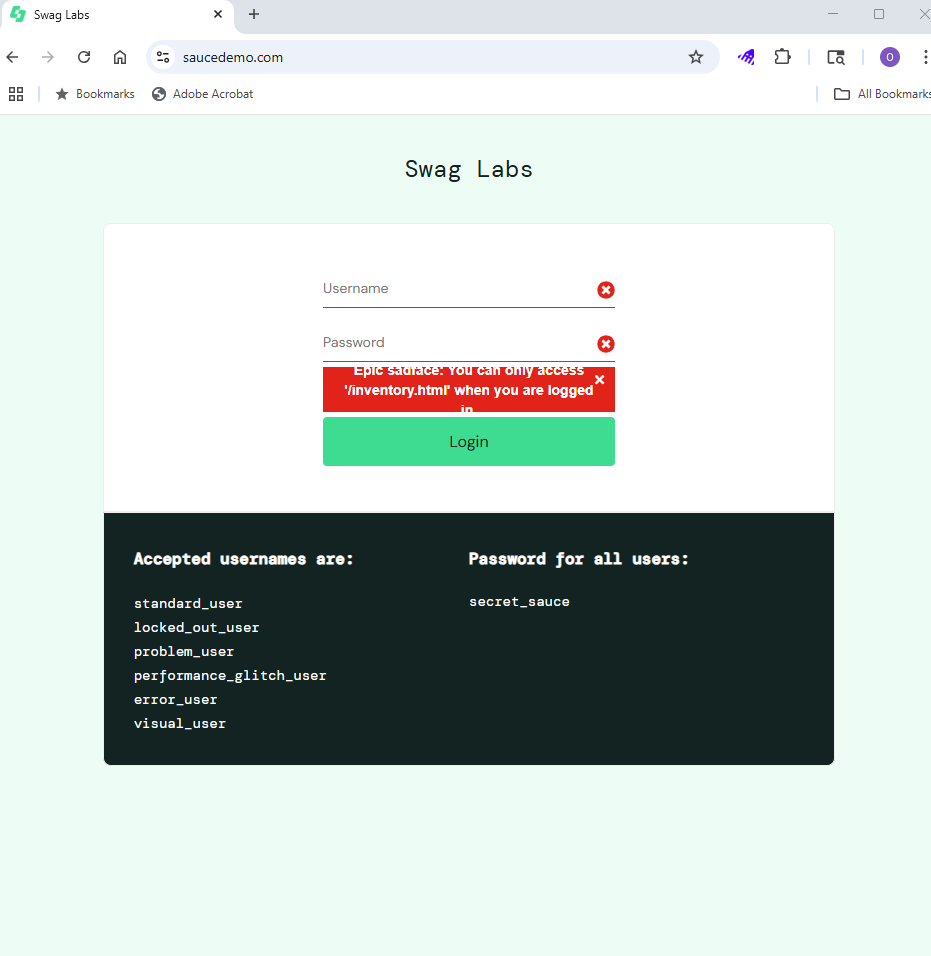 Swag Labs
saucedemo.com
O
Bookmarks
Adobe Acrobat
All Bookmarks
Swag Labs
Username
Password
Epic sadface: You can only access
'/inventory.html' when you are logged
in
Login
Accepted usernames are:
Password for all users:
standard_user
secret_sauce
locked_out_user
problem_user
performance_glitch_user
error_user
visual_user